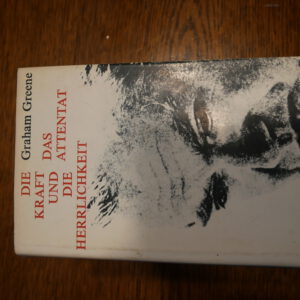 Graham Greene
DIE
KRAFT DAS
UND ATTENTAT
DIE
HERRLICHKEIT